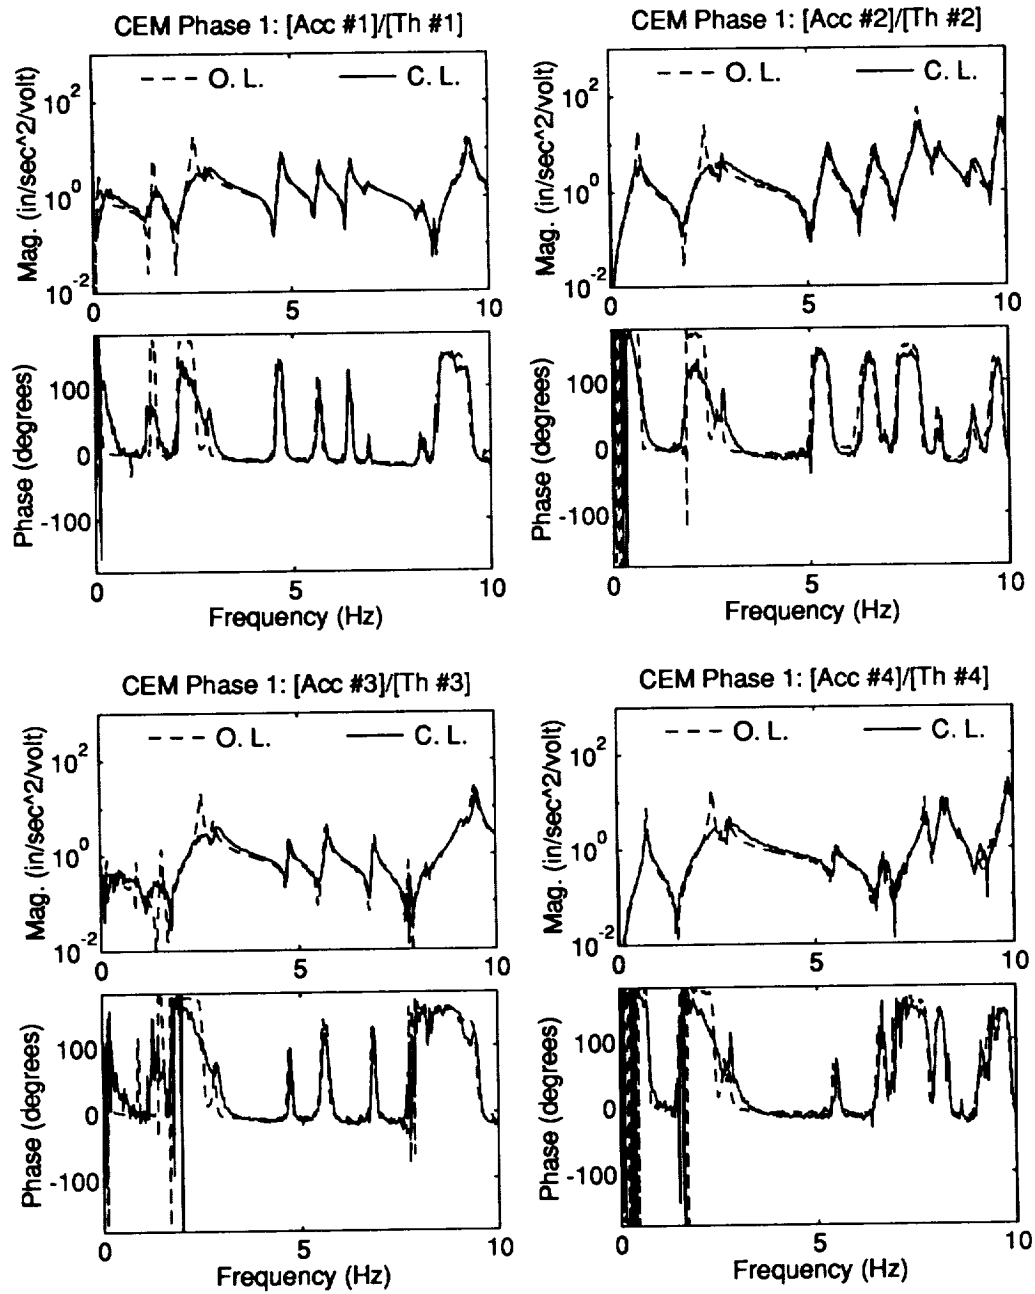 CEM Phase 1: [Acc #1]/[Th #1]
O. L.
C. L.
Mag. (in/sec^2/volt)
10^2
10^0
10^-2
0
5
10
Phase (degrees)
100
0
-100
0
5
10
Frequency (Hz)
CEM Phase 1: [Acc #2]/[Th #2]
O. L.
C. L.
Mag. (in/sec^2/volt)
10^2
10^0
10^-2
0
5
10
Phase (degrees)
100
0
-100
0
5
10
Frequency (Hz)
CEM Phase 1: [Acc #3]/[Th #3]
O. L.
C. L.
Mag. (in/sec^2/volt)
10^2
10^0
10^-2
0
5
10
Phase (degrees)
100
0
-100
0
5
10
Frequency (Hz)
CEM Phase 1: [Acc #4]/[Th #4]
O. L.
C. L.
Mag. (in/sec^2/volt)
10^2
10^0
10^-2
0
5
10
Phase (degrees)
100
0
-100
0
5
10
Frequency (Hz)